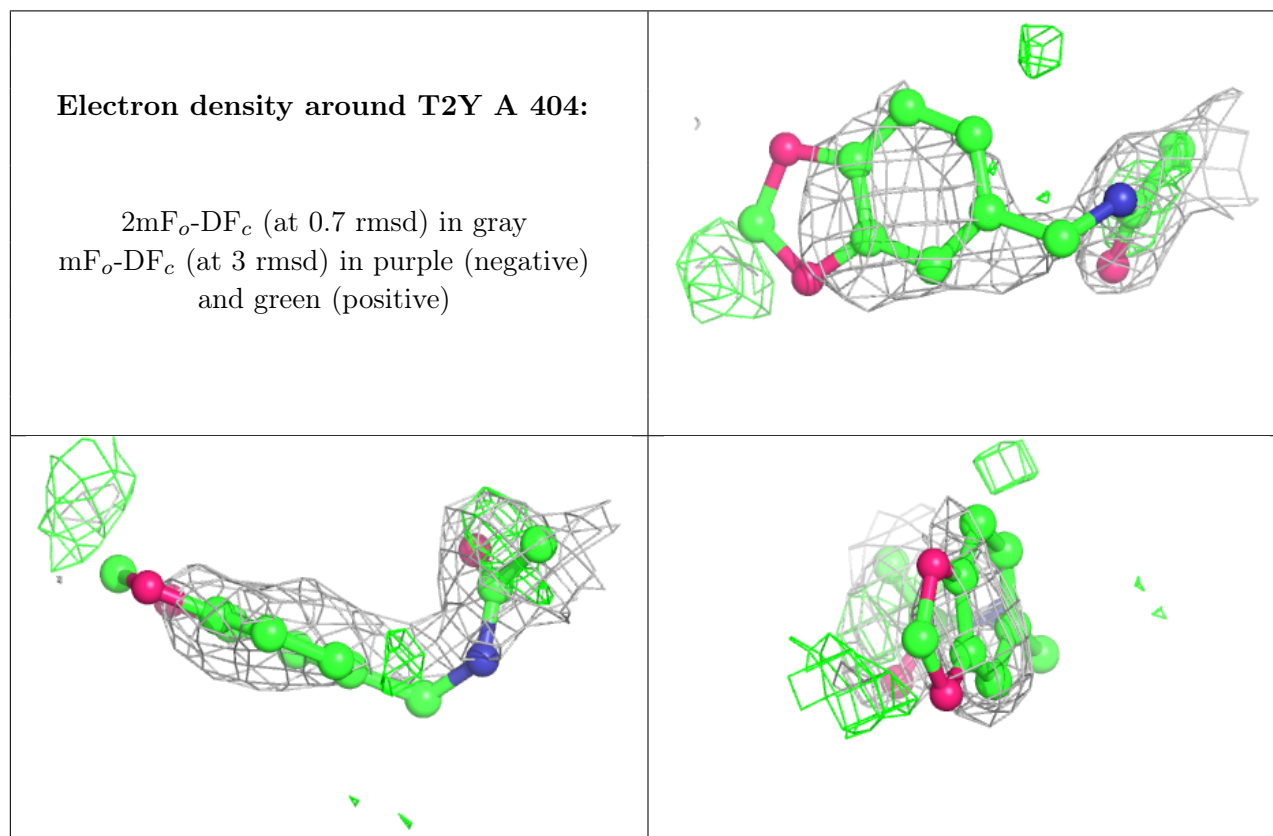 Electron density around T2Y A 404:
2mFo-DFc (at 0.7 rmsd) in gray
mFo-DFc (at 3 rmsd) in purple (negative)
and green (positive)